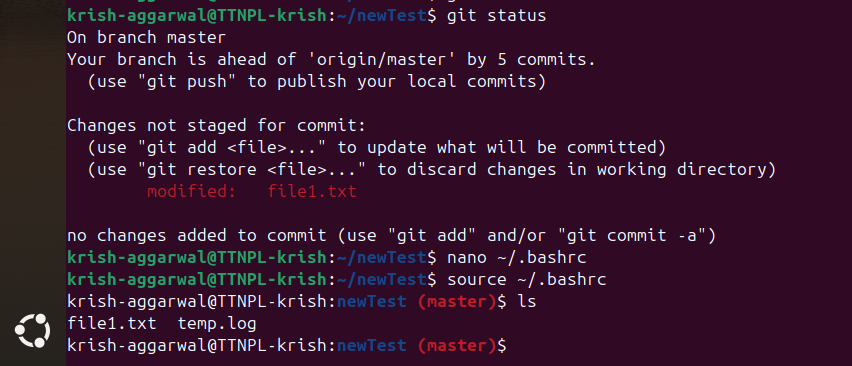 krish-aggarwal@TTNPL-krish:~/newTest$ git status
On branch master
Your branch is ahead of 'origin/master' by 5 commits.
  (use "git push" to publish your local commits)

Changes not staged for commit:
  (use "git add <file>..." to update what will be committed)
  (use "git restore <file>..." to discard changes in working directory)
        modified:   file1.txt

no changes added to commit (use "git add" and/or "git commit -a")
krish-aggarwal@TTNPL-krish:~/newTest$ nano ~/.bashrc
krish-aggarwal@TTNPL-krish:~/newTest$ source ~/.bashrc
krish-aggarwal@TTNPL-krish:newTest (master)$ ls
file1.txt  temp.log
krish-aggarwal@TTNPL-krish:newTest (master)$